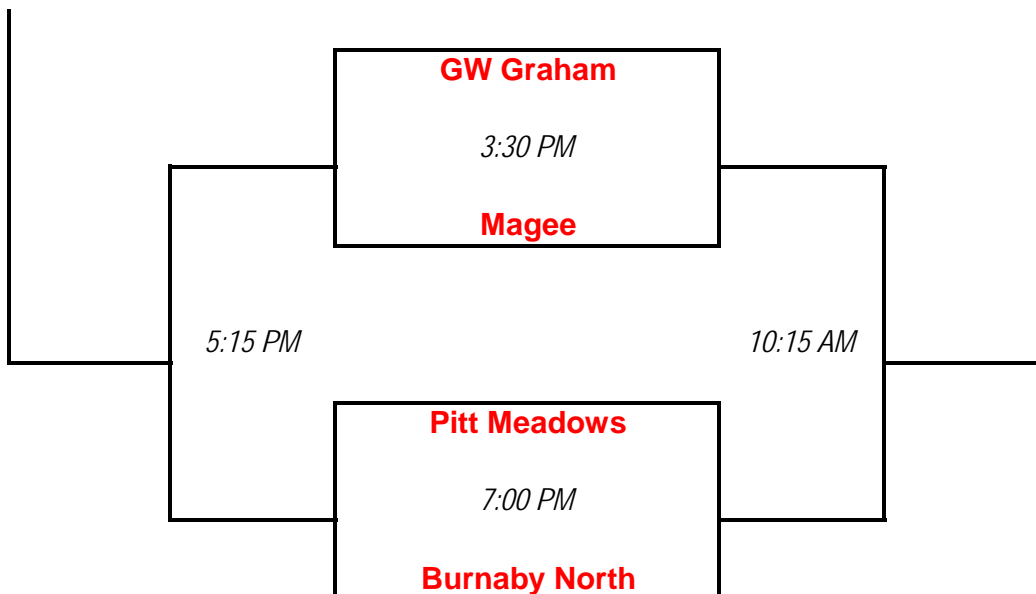 GW Graham
3:30 PM
Magee
5:15 PM
10:15 AM
Pitt Meadows
7:00 PM
Burnaby North